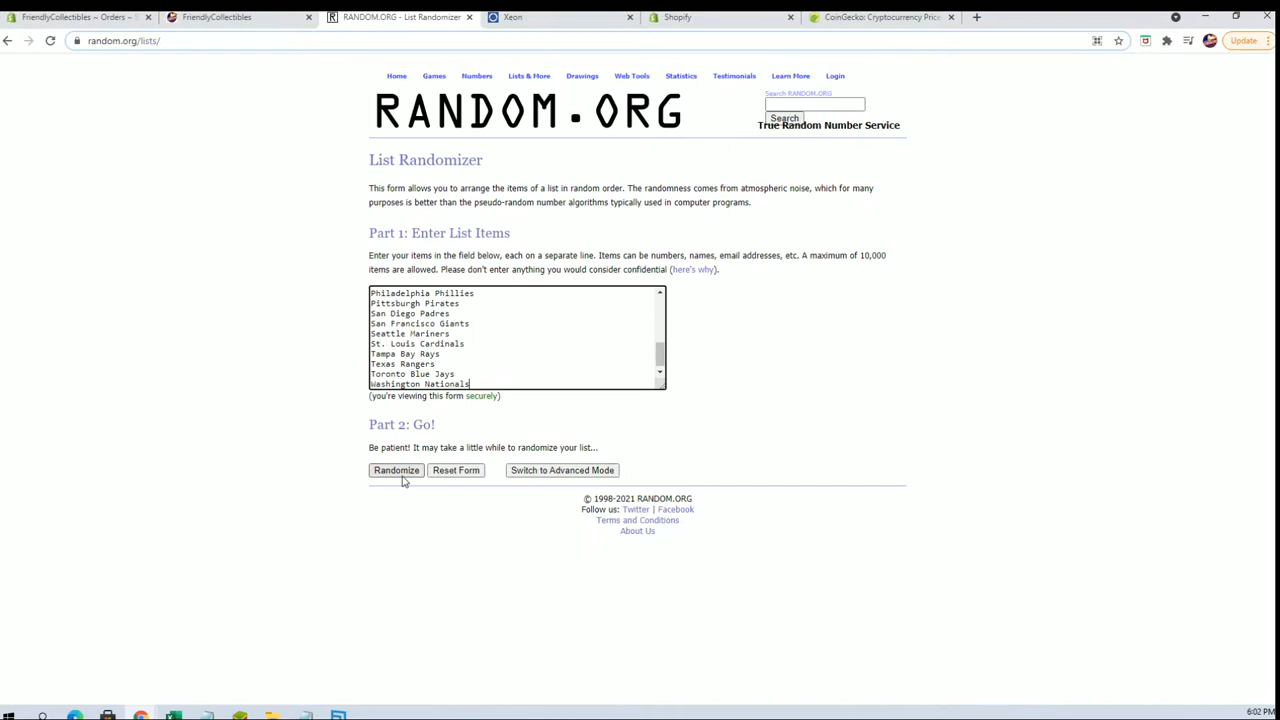 FriendlyCollectibles ~ Orders ~ S
FriendlyCollectibles
RANDOM.ORG - List Randomizer
Xeon
Shopify
CoinGecko: Cryptocurrency Price
random.org/lists/
Update
Home Games Numbers Lists & More Drawings Web Tools Statistics Testimonials Learn More Login
RANDOM.ORG
Search RANDOM.ORG
Search
True Random Number Service
List Randomizer
This form allows you to arrange the items of a list in random order. The randomness comes from atmospheric noise, which for many
purposes is better than the pseudo-random number algorithms typically used in computer programs.
Part 1: Enter List Items
Enter your items in the field below, each on a separate line. Items can be numbers, names, email addresses, etc. A maximum of 10,000
items are allowed. Please don't enter anything you would consider confidential (here's why).
Philadelphia Phillies
Pittsburgh Pirates
San Diego Padres
San Francisco Giants
Seattle Mariners
St. Louis Cardinals
Tampa Bay Rays
Texas Rangers
Toronto Blue Jays
Washington Nationals
(you're viewing this form securely)
Part 2: Go!
Be patient! It may take a little while to randomize your list...
Randomize Reset Form Switch to Advanced Mode
© 1998-2021 RANDOM.ORG
Follow us: Twitter | Facebook
Terms and Conditions
About Us
6:02 PM